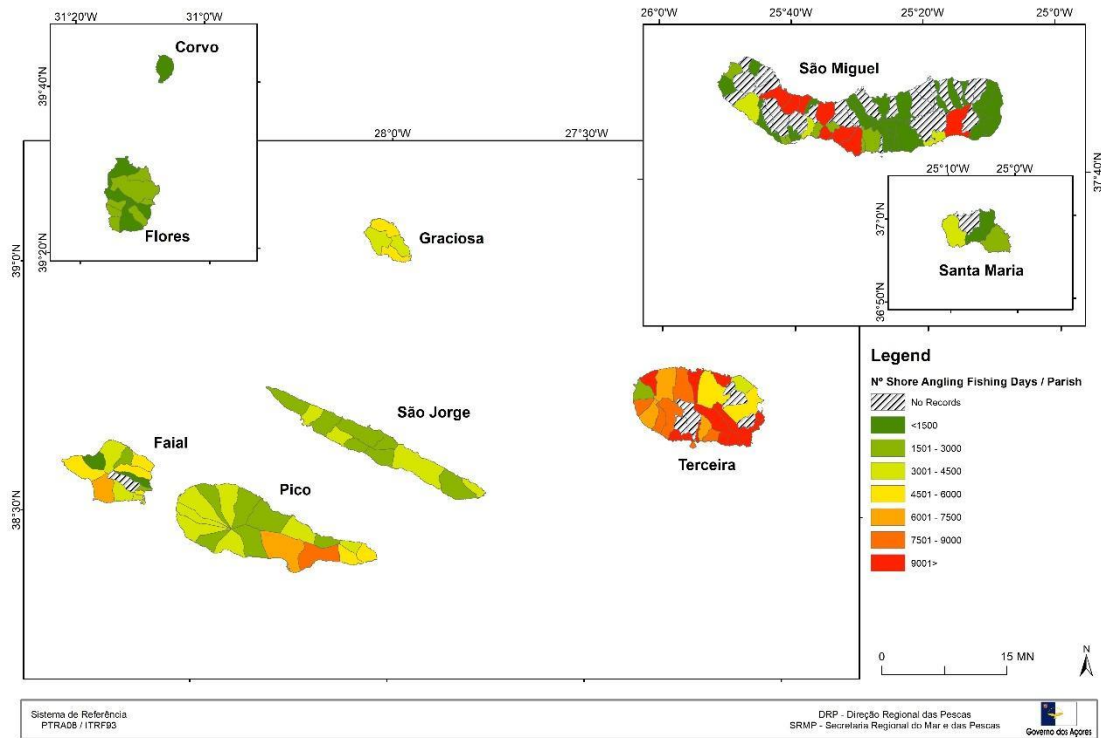 31°20'W
31°0'W
26°0'W
25°40'W
25°20'W
25°0'W
Corvo
39°40'N
São Miguel
28°0'W
27°30'W
37°40'N
25°10'W
25°0'W
37°0'N
Flores
39°20'N
39°0'N
Graciosa
Santa Maria
36°50'N
Legend
Nº Shore Angling Fishing Days / Parish
No Records
<1500
1501 - 3000
3001 - 4500
4501 - 6000
6001 - 7500
7501 - 9000
9001>
São Jorge
Faial
Terceira
Pico
38°30'N
0
15 MN
N
Sistema de Referência
PTRA08 / ITRF93
DRP - Direção Regional das Pescas
SRMP - Secretaria Regional do Mar e das Pescas
Governo dos Açores